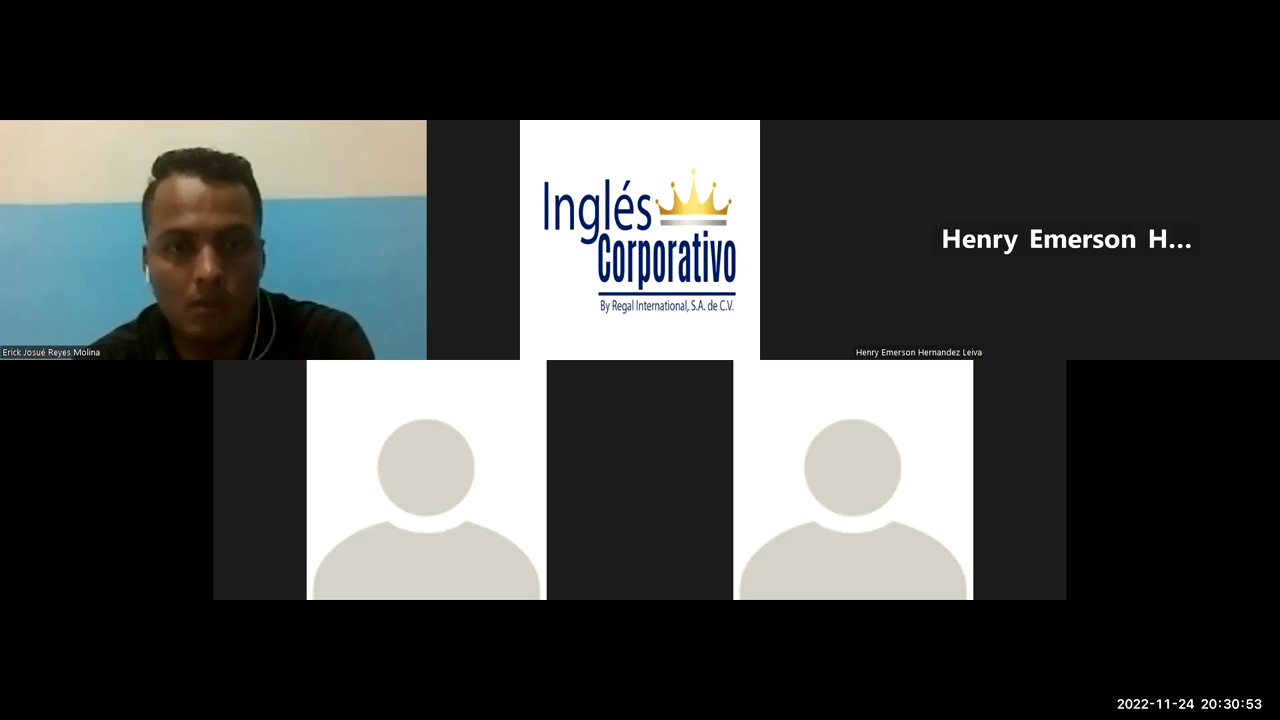 Inglés
Corporativo
By Regal International, S.A. de C.V.
Henry Emerson H...
Erick Josué Reyes Molina
Henry Emerson Hernandez Leiva
2022-11-24 20:30:53